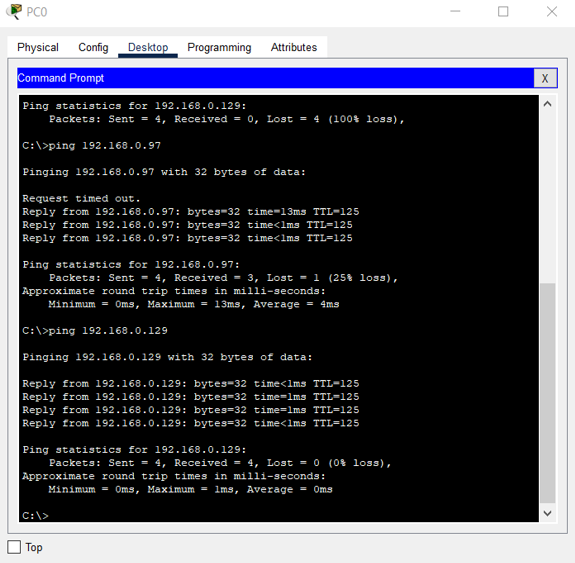 PC0
Physical Config Desktop Programming Attributes
Command Prompt X
Ping statistics for 192.168.0.129:
    Packets: Sent = 4, Received = 0, Lost = 4 (100% loss),
C:\>ping 192.168.0.97
Pinging 192.168.0.97 with 32 bytes of data:
Request timed out.
Reply from 192.168.0.97: bytes=32 time=13ms TTL=125
Reply from 192.168.0.97: bytes=32 time<1ms TTL=125
Reply from 192.168.0.97: bytes=32 time<1ms TTL=125
Ping statistics for 192.168.0.97:
    Packets: Sent = 4, Received = 3, Lost = 1 (25% loss),
Approximate round trip times in milli-seconds:
    Minimum = 0ms, Maximum = 13ms, Average = 4ms
C:\>ping 192.168.0.129
Pinging 192.168.0.129 with 32 bytes of data:
Reply from 192.168.0.129: bytes=32 time<1ms TTL=125
Reply from 192.168.0.129: bytes=32 time=1ms TTL=125
Reply from 192.168.0.129: bytes=32 time=1ms TTL=125
Reply from 192.168.0.129: bytes=32 time<1ms TTL=125
Ping statistics for 192.168.0.129:
    Packets: Sent = 4, Received = 4, Lost = 0 (0% loss),
Approximate round trip times in milli-seconds:
    Minimum = 0ms, Maximum = 1ms, Average = 0ms
C:\>
Top